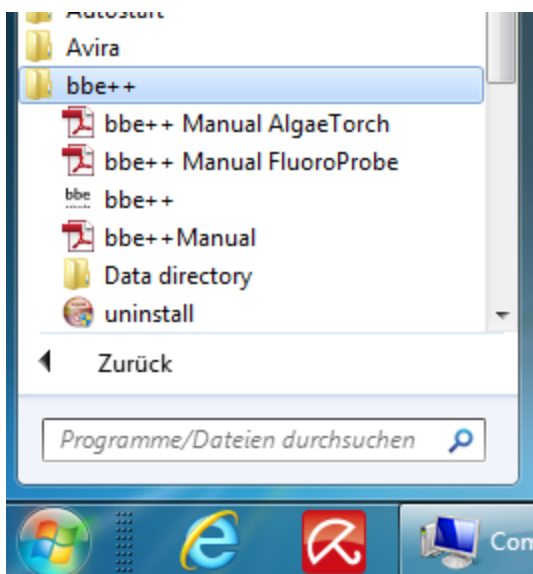 Autostart
Avira
bbe++
bbe++ Manual AlgaeTorch
bbe++ Manual FluoroProbe
bbe bbe++
bbe++Manual
Data directory
uninstall
Zurück
Programme/Dateien durchsuchen